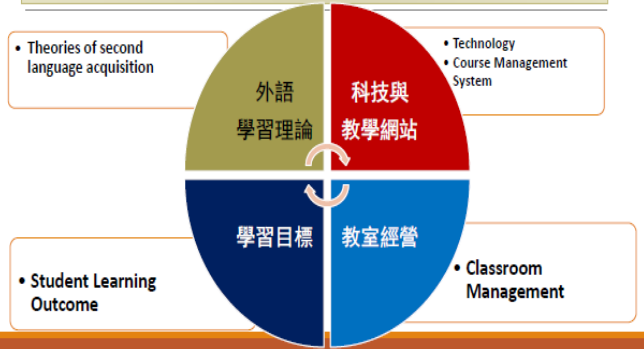 • Theories of second
language acquisition
外語
學習理論
科技與
教學網站
• Technology
• Course Management
System
學習目標
教室經營
• Student Learning
Outcome
• Classroom
Management